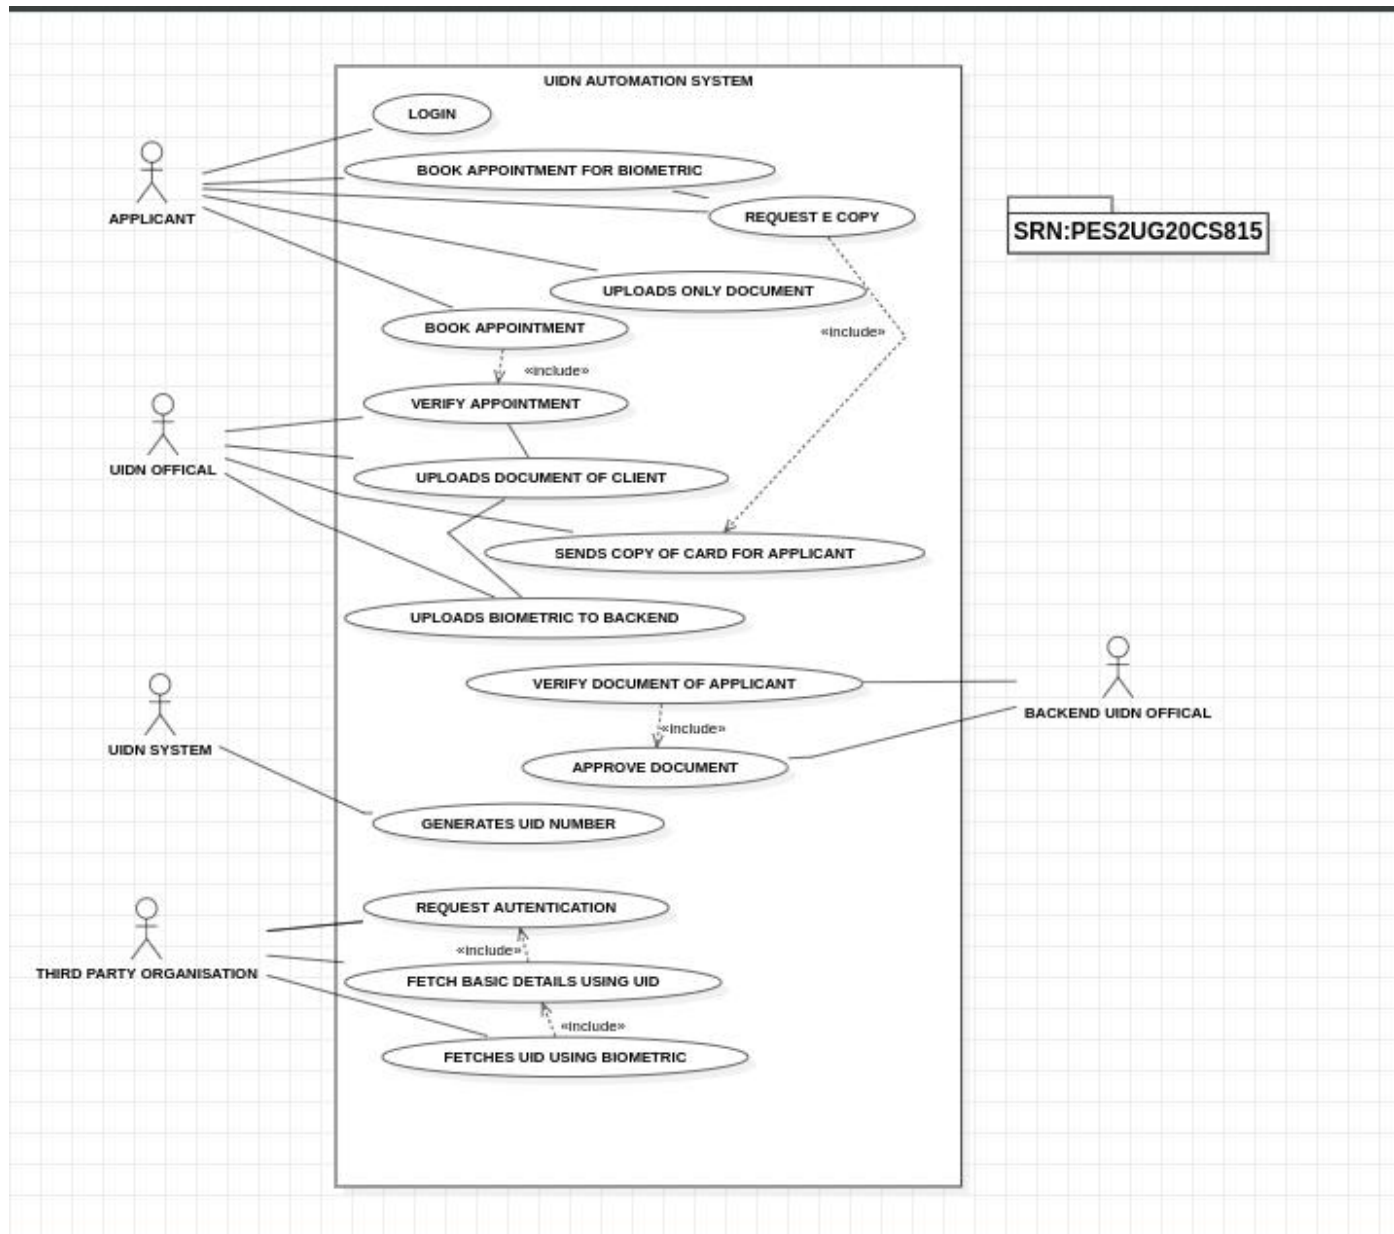 UIDN AUTOMATION SYSTEM
LOGIN
BOOK APPOINTMENT FOR BIOMETRIC
APPLICANT
REQUEST E COPY
SRN:PES2UG20CS815
UPLOADS ONLY DOCUMENT
BOOK APPOINTMENT
«include»
«include»
VERIFY APPOINTMENT
UIDN OFFICAL
UPLOADS DOCUMENT OF CLIENT
SENDS COPY OF CARD FOR APPLICANT
UPLOADS BIOMETRIC TO BACKEND
VERIFY DOCUMENT OF APPLICANT
BACKEND UIDN OFFICAL
«include»
UIDN SYSTEM
APPROVE DOCUMENT
GENERATES UID NUMBER
REQUEST AUTENTICATION
«include»
THIRD PARTY ORGANISATION
FETCH BASIC DETAILS USING UID
«include»
FETCHES UID USING BIOMETRIC